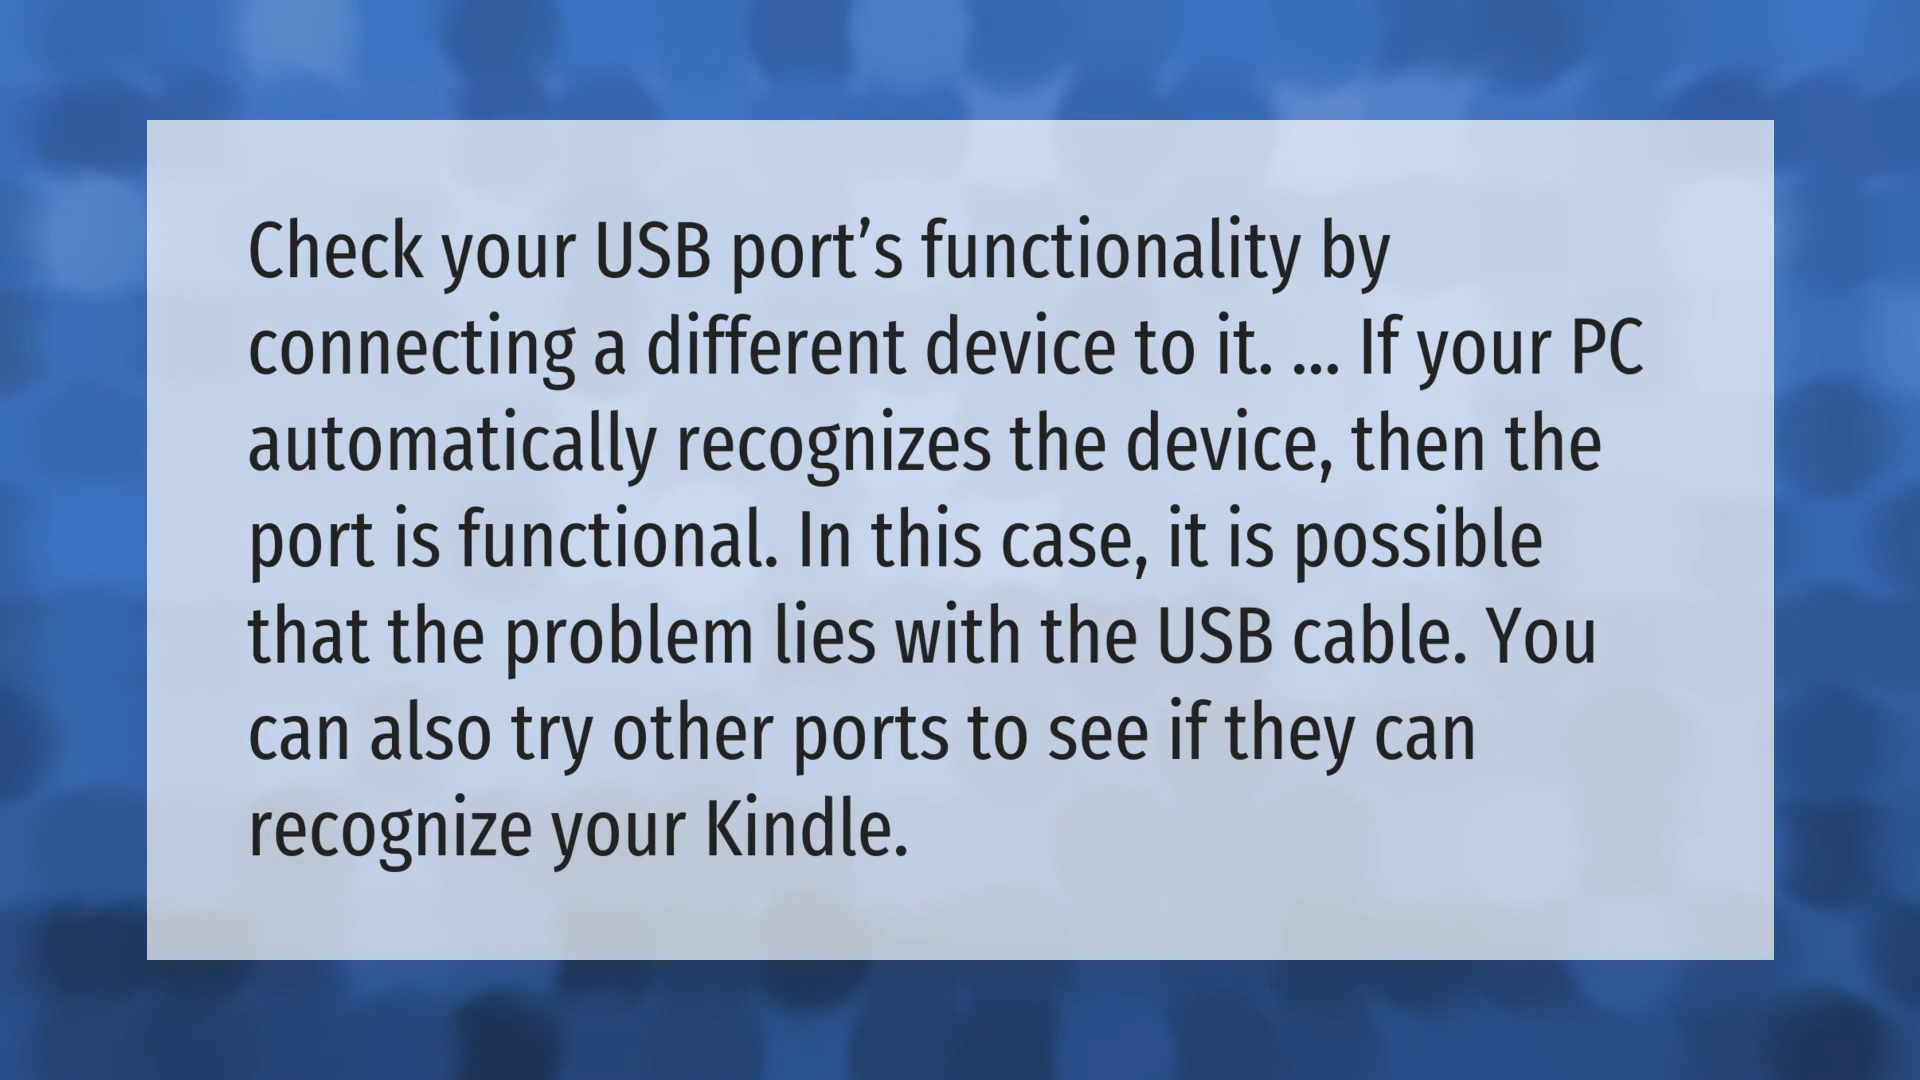 Check your USB port’s functionality by
connecting a different device to it. ... If your PC
automatically recognizes the device, then the
port is functional. In this case, it is possible
that the problem lies with the USB cable. You
can also try other ports to see if they can
recognize your Kindle.